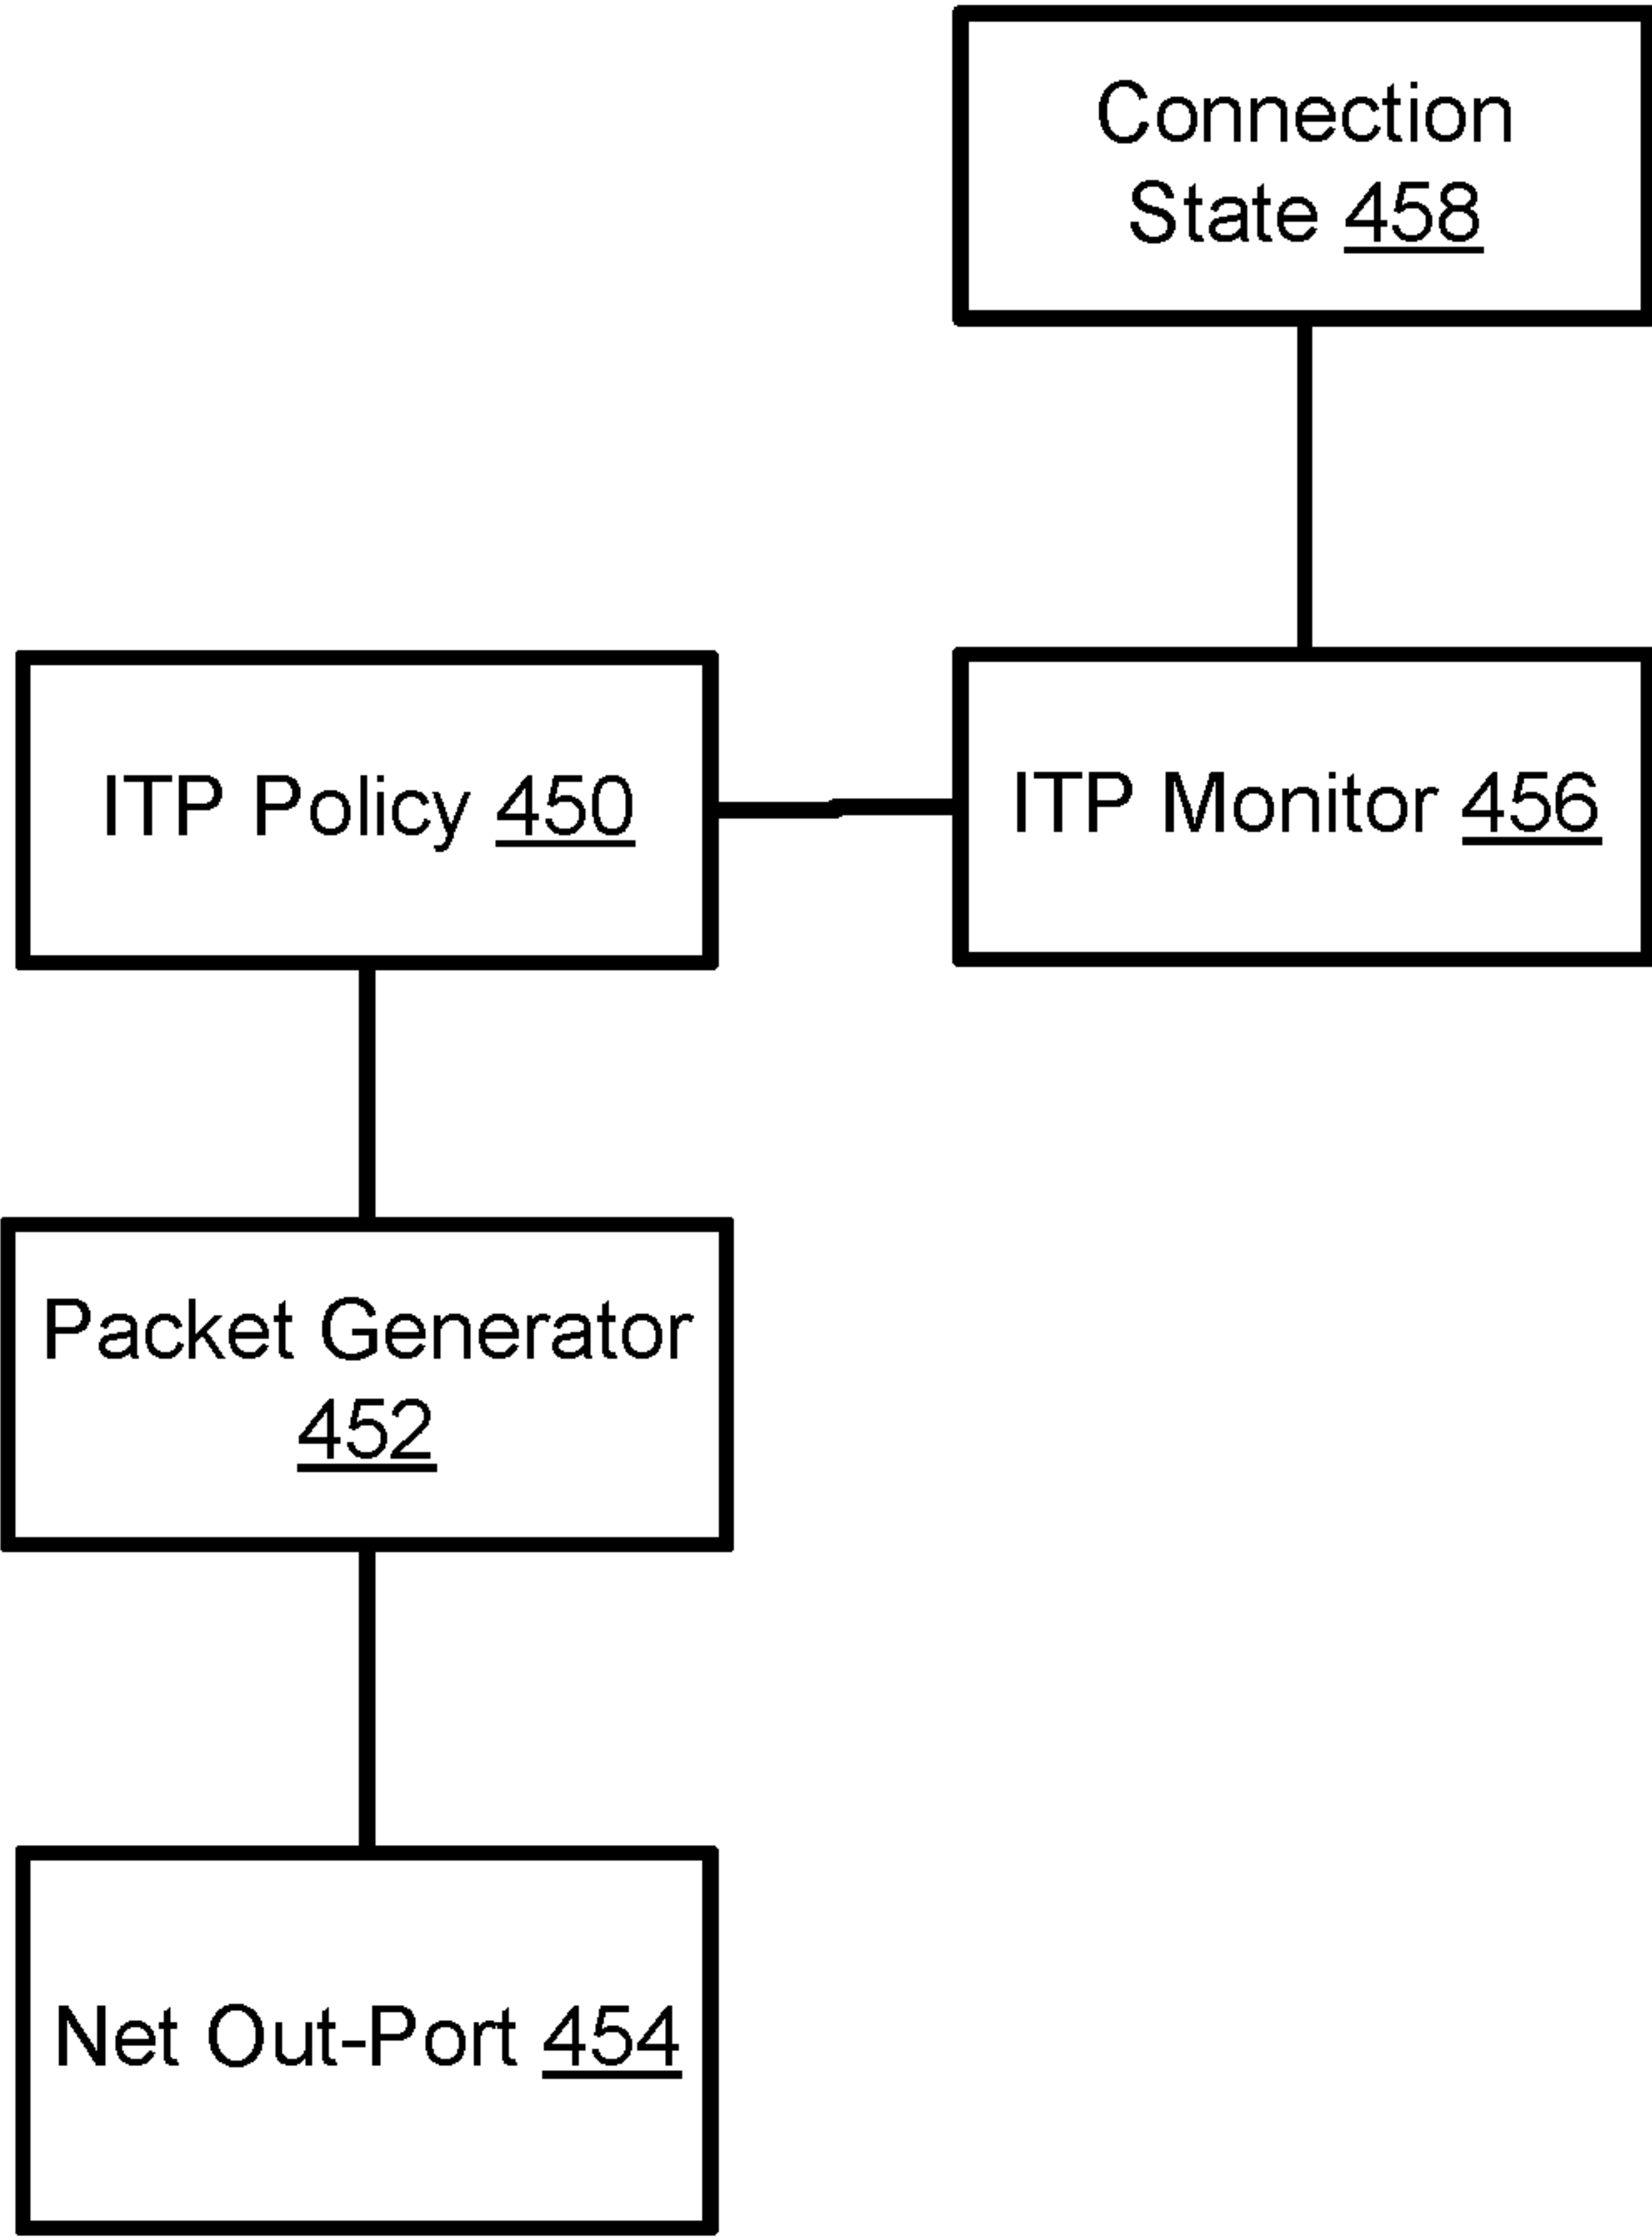 Connection
State 458
ITP Policy 450
ITP Monitor 456
Packet Generator
452
Net Out-Port 454